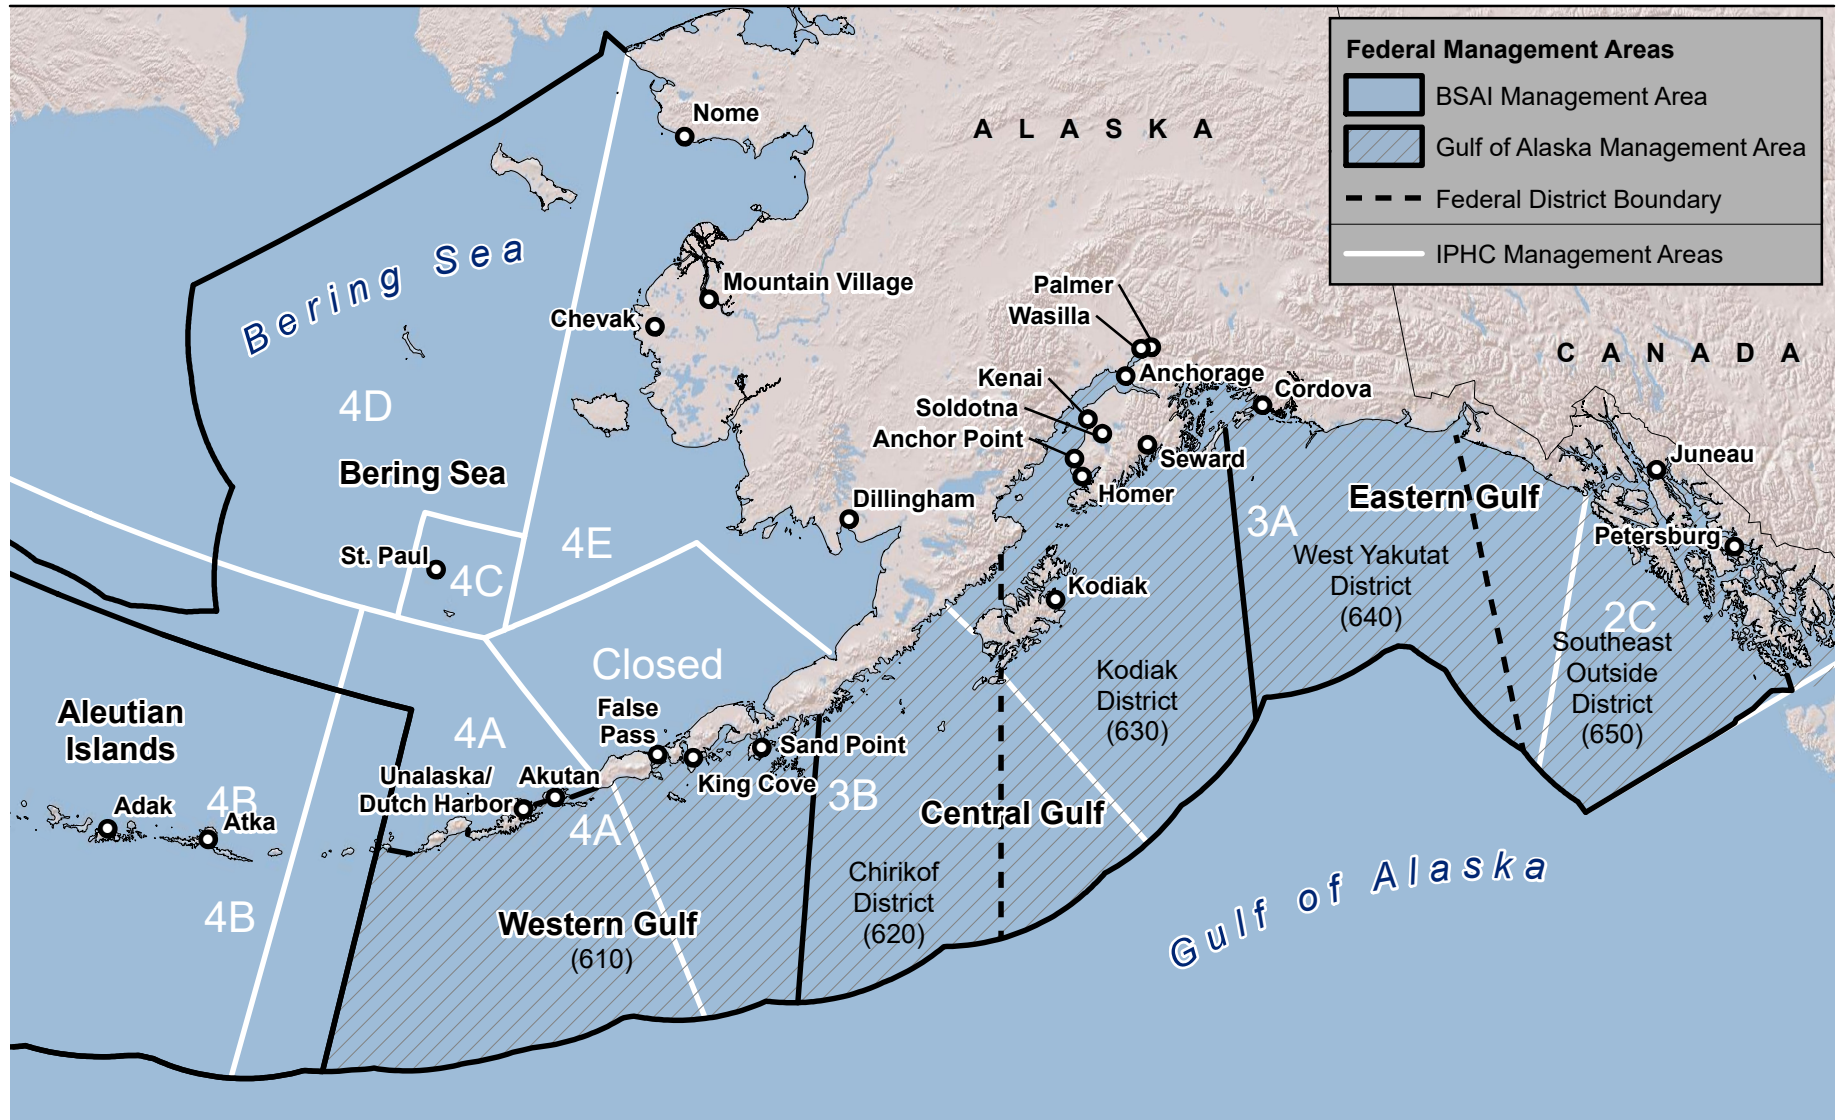 Federal Management Areas
BSAI Management Area
Gulf of Alaska Management Area
Federal District Boundary
IPHC Management Areas
Nome
ALASKA
Bering Sea
Mountain Village
Chevak
Palmer
Wasilla
CANADA
Anchorage
Kenai
Cordova
Soldotna
Anchor Point
4D
Seward
Juneau
Bering Sea
Homer
Dillingham
Eastern Gulf
3A
4E
Petersburg
St. Paul
4C
West Yakutat
District
(640)
Kodiak
2C
Southeast
Outside
District
(650)
Closed
Kodiak
District
(630)
Aleutian
Islands
4A
False
Pass
Sand Point
King Cove
Unalaska/
Dutch Harbor
Akutan
4B
Adak
Atka
4A
3B
Central Gulf
Chirikof
District
(620)
Gulf of Alaska
4B
Western Gulf
(610)